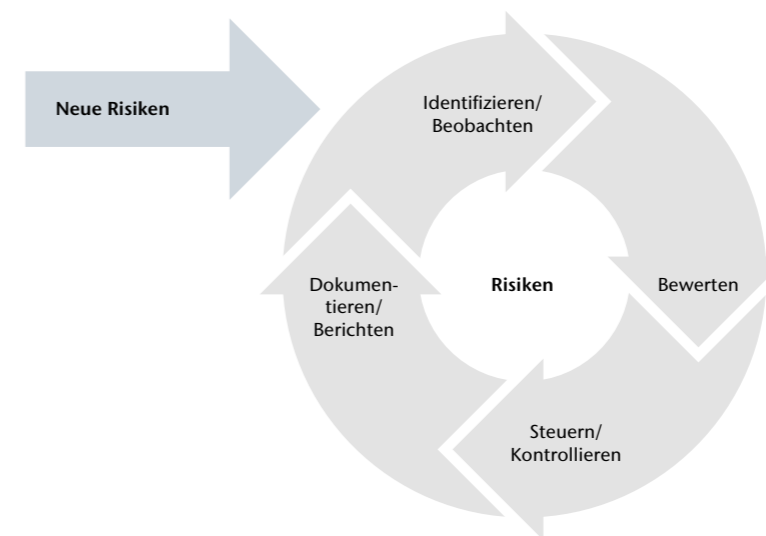 Neue Risiken
Identifizieren/
Beobachten
Risiken
Bewerten
Steuern/
Kontrollieren
Dokumen-
tieren/
Berichten